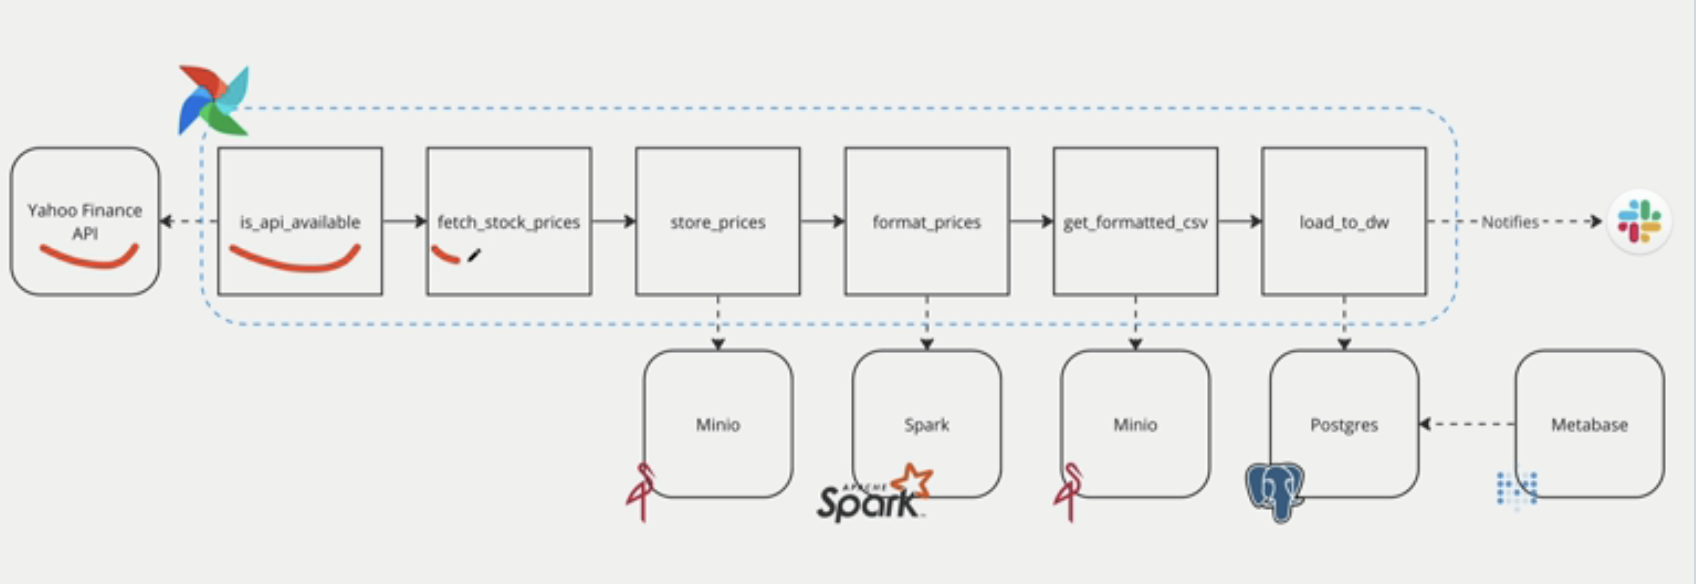 Yahoo Finance
API
is_api_available
fetch_stock_prices
store_prices
format_prices
get_formatted_csv
load_to_dw
Notifies
Minio
Spark
Minio
Postgres
Metabase
APACHE
Spark